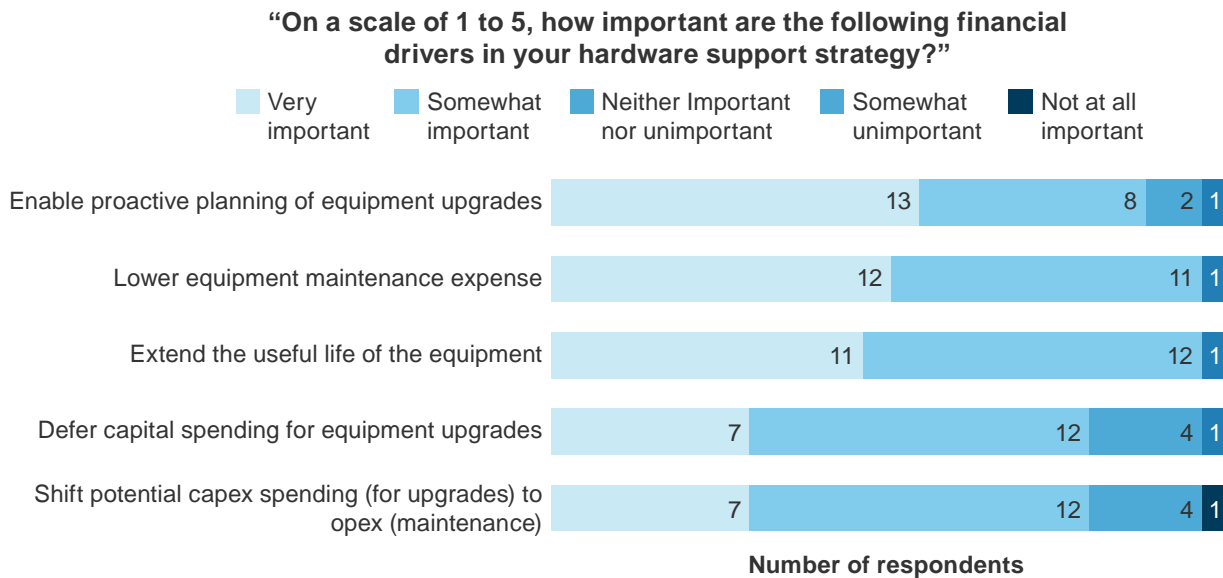 “On a scale of 1 to 5, how important are the following financial
drivers in your hardware support strategy?”
Very
important
Somewhat
important
Neither Important
nor unimportant
Somewhat
unimportant
Not at all
important
Enable proactive planning of equipment upgrades 13 8 2 1
Lower equipment maintenance expense 12 11 1
Extend the useful life of the equipment 11 12 1
Defer capital spending for equipment upgrades 7 12 4 1
Shift potential capex spending (for upgrades) to
opex (maintenance) 7 12 4 1
Number of respondents